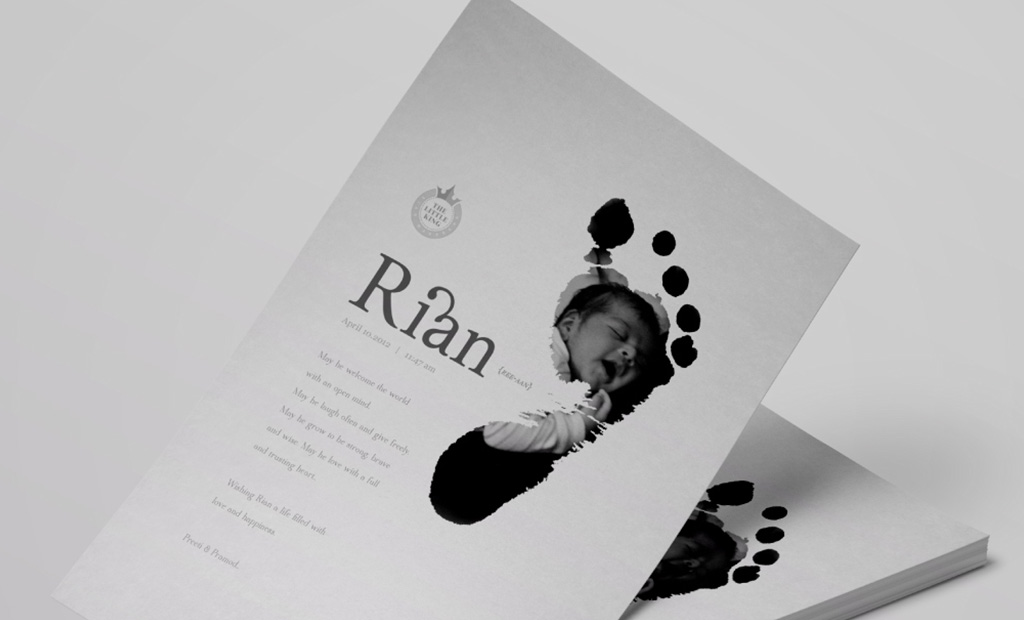 THE
LITTLE
KING
Rian
(REE-AAN)
April 10.2012 | 11:47 am
May he welcome the world
with an open mind.
May he laugh often and give freely.
May he grow to be strong, brave
and wise. May he love with a full
and trusting heart.
Wishing Rian a life filled with
love and happiness.
Preeti & Pramod.